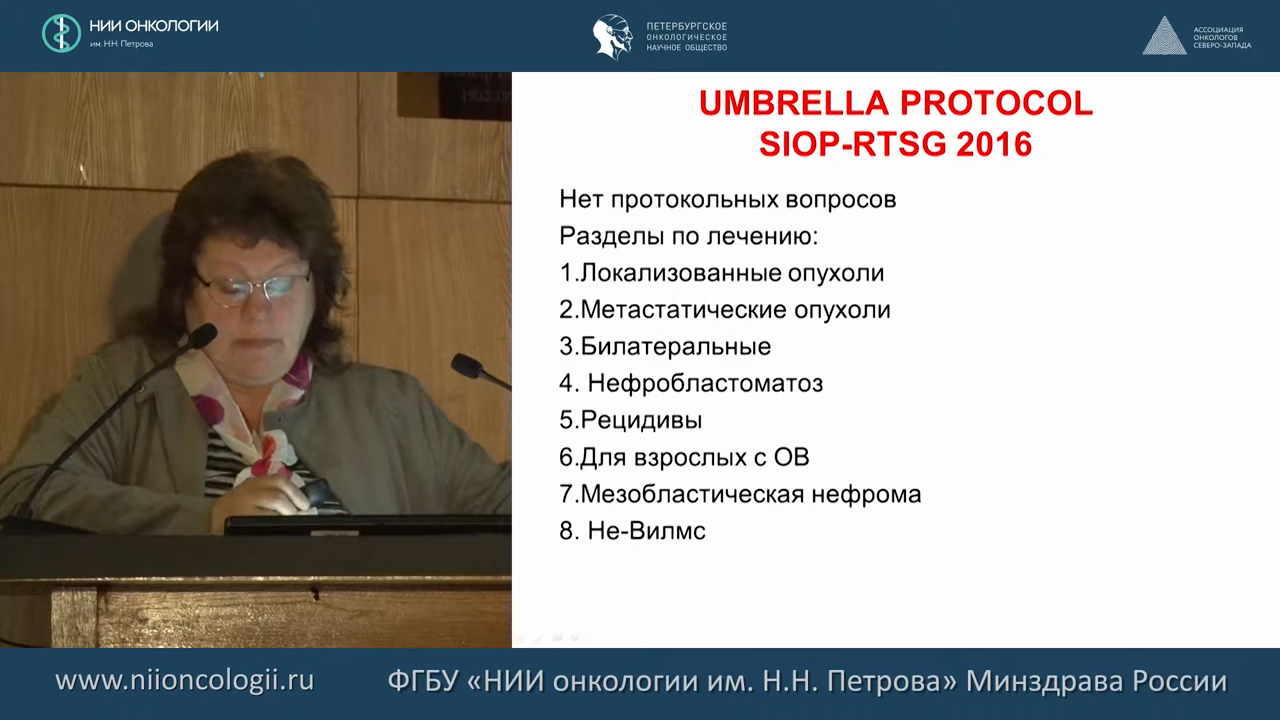 НИИ ОНКОЛОГИИ
им. Н.Н. Петрова
ПЕТЕРБУРГСКОЕ
ОНКОЛОГИЧЕСКОЕ
НАУЧНОЕ ОБЩЕСТВО
АССОЦИАЦИЯ
ОНКОЛОГОВ
СЕВЕРО-ЗАПАДА
UMBRELLA PROTOCOL
SIOP-RTSG 2016
Нет протокольных вопросов
Разделы по лечению:
1.Локализованные опухоли
2.Метастатические опухоли
3.Билатеральные
4. Нефробластоматоз
5.Рецидивы
6.Для взрослых с ОВ
7.Мезобластическая нефрома
8. Не-Вилмс
www.niioncologii.ru
ФГБУ «НИИ онкологии им. Н.Н. Петрова» Минздрава России